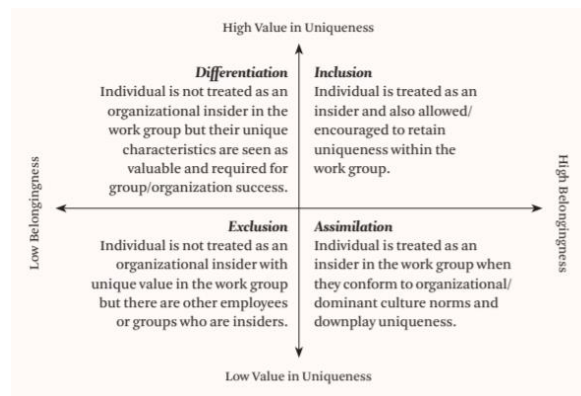 High Value in Uniqueness
Differentiation
Individual is not treated as an
organizational insider in the
work group but their unique
characteristics are seen as
valuable and required for
group/organization success.
Inclusion
Individual is treated as an
insider and also allowed/
encouraged to retain
uniqueness within the
work group.
Low Belongingness
High Belongingness
Exclusion
Individual is not treated as an
organizational insider with
unique value in the work group
but there are other employees
or groups who are insiders.
Assimilation
Individual is treated as an
insider in the work group when
they conform to organizational/
dominant culture norms and
downplay uniqueness.
Low Value in Uniqueness